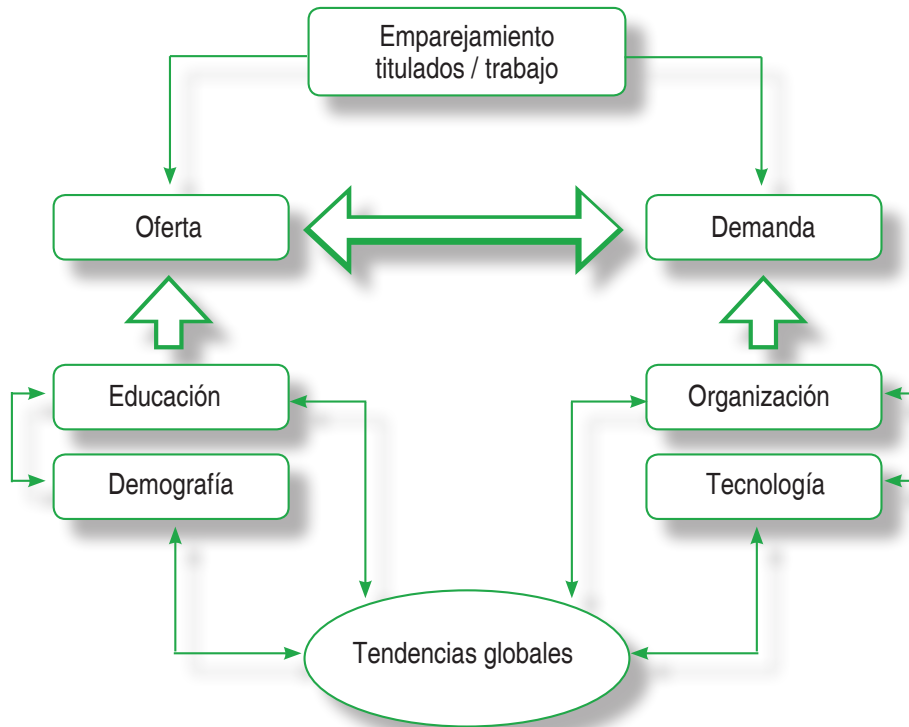 Emparejamiento
titulados / trabajo
Oferta
Demanda
Educación
Organización
Demografía
Tecnología
Tendencias globales